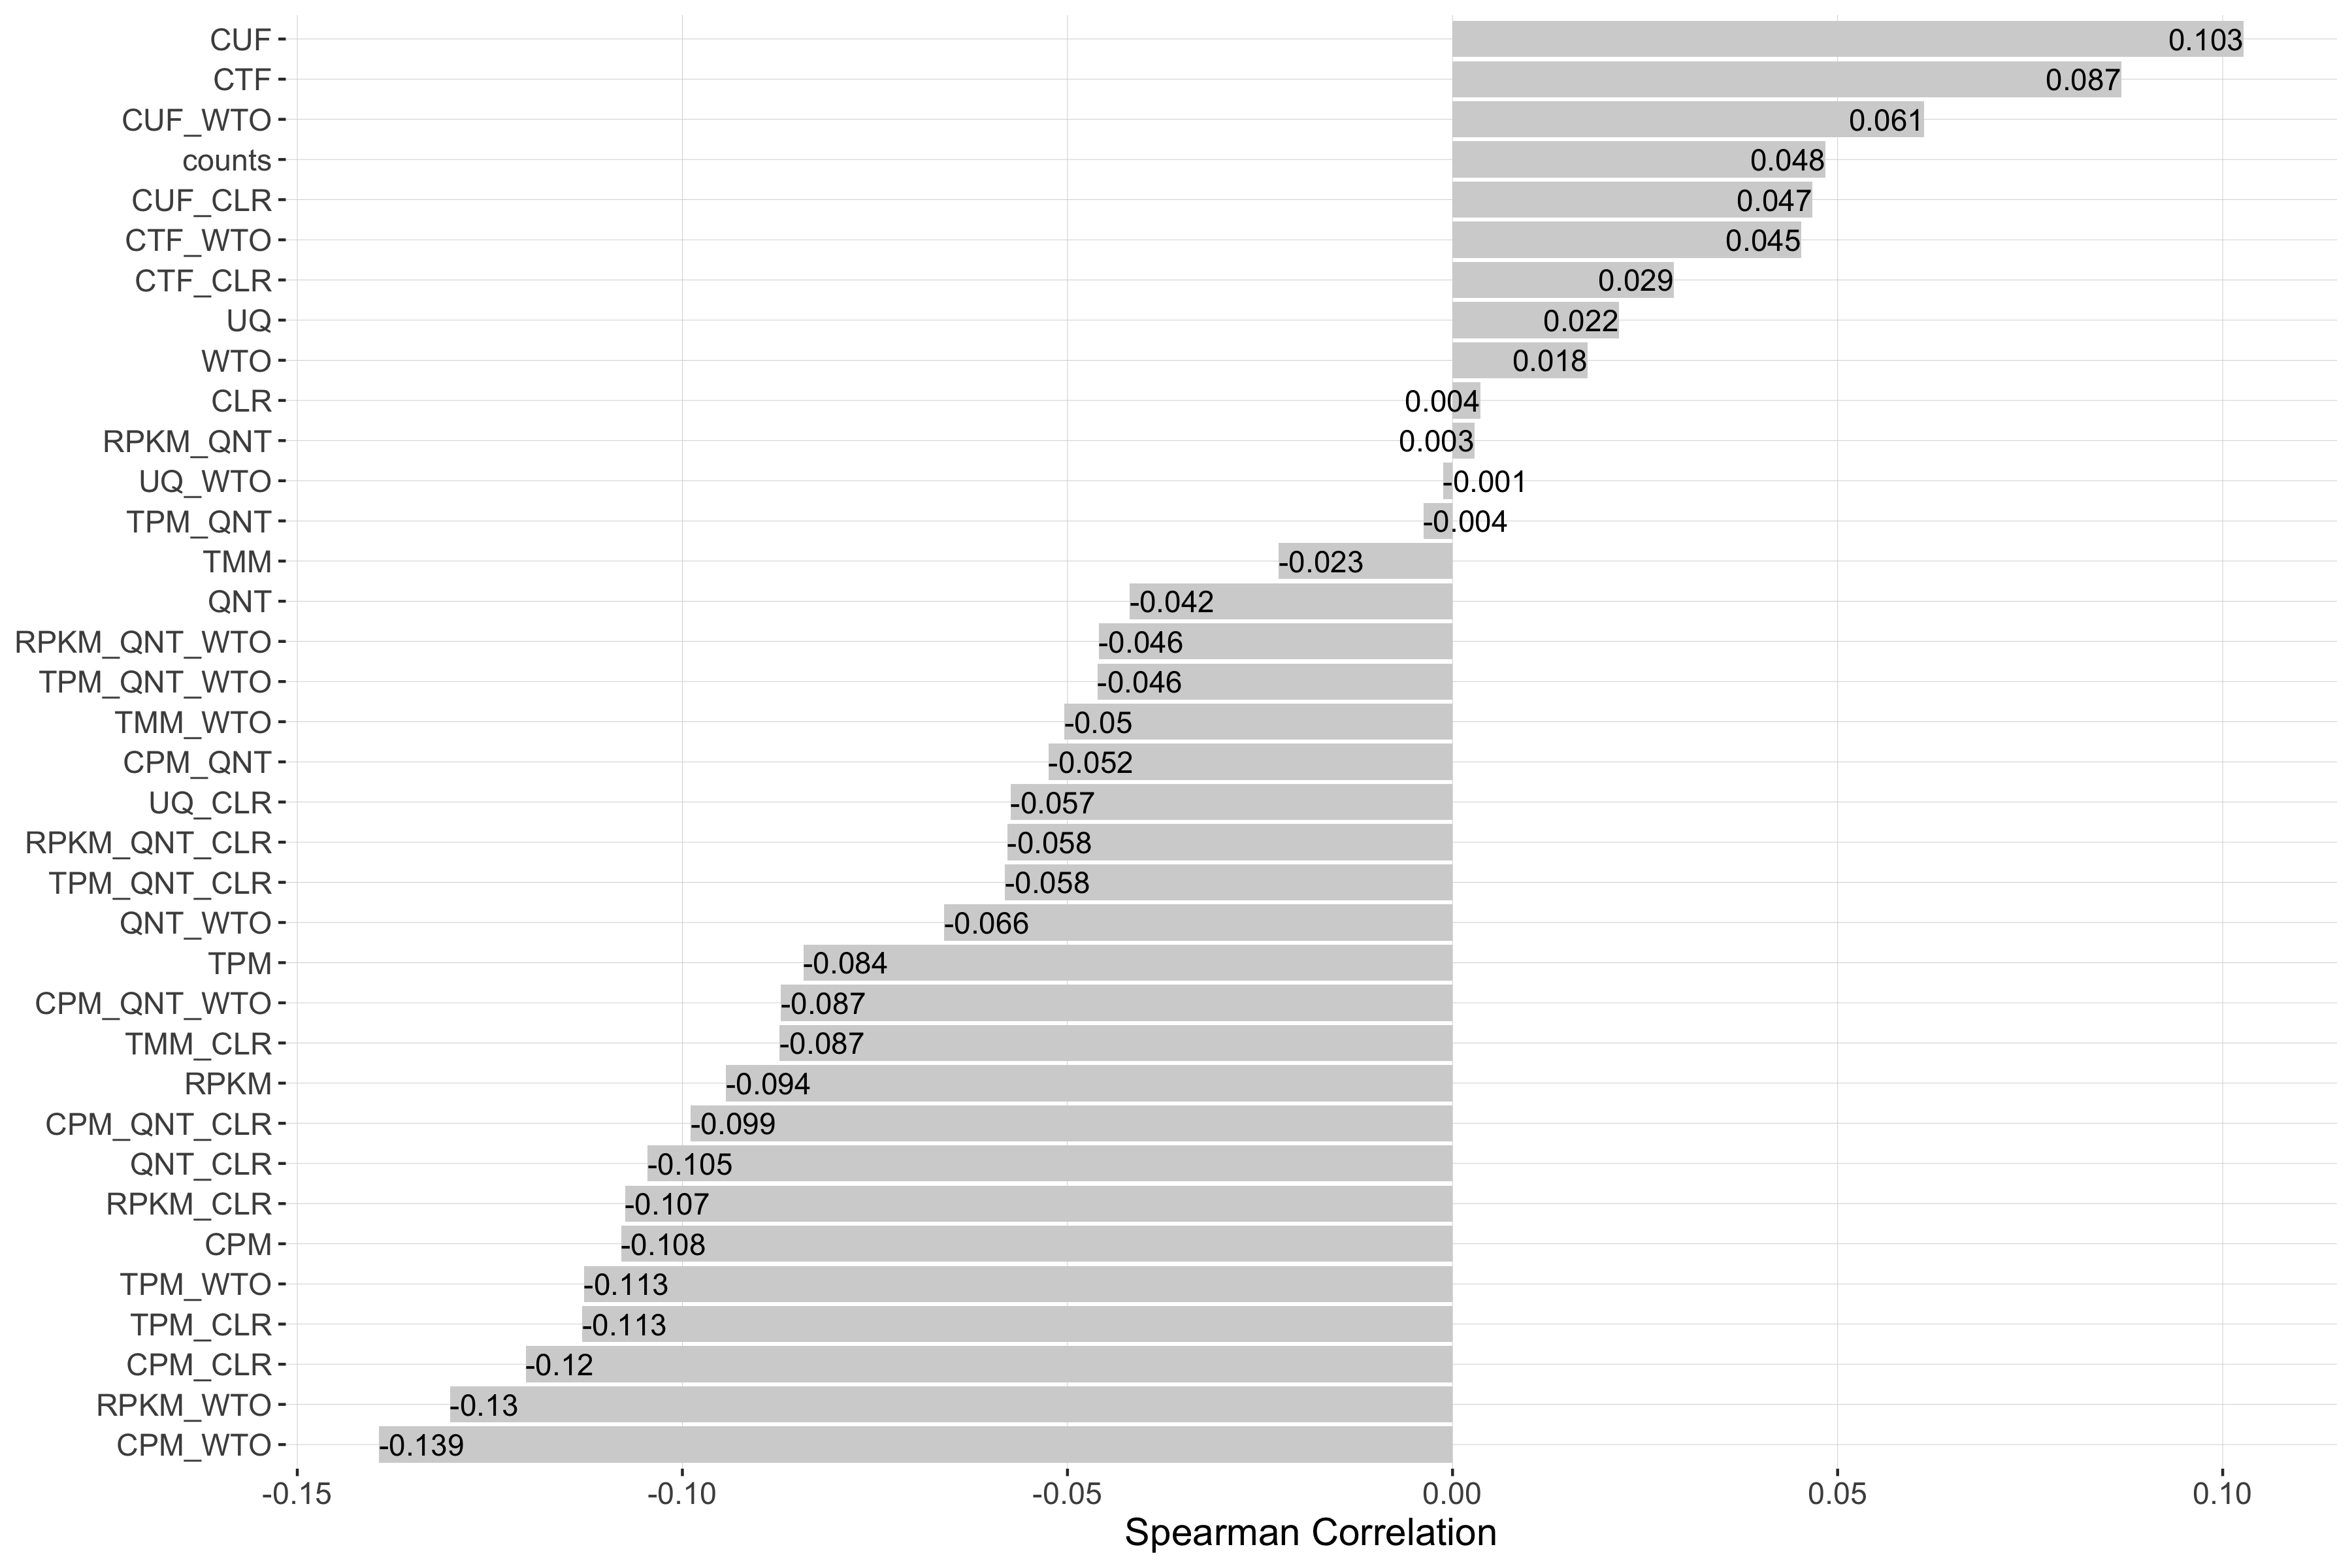 CUF 0.103
CTF 0.087
CUF_WTO 0.061
counts 0.048
CUF_CLR 0.047
CTF_WTO 0.045
CTF_CLR 0.029
UQ 0.022
WTO 0.018
CLR 0.004
RPKM_QNT 0.003
UQ_WTO -0.001
TPM_QNT -0.004
TMM -0.023
QNT -0.042
RPKM_QNT_WTO -0.046
TPM_QNT_WTO -0.046
TMM_WTO -0.05
CPM_QNT -0.052
UQ_CLR -0.057
RPKM_QNT_CLR -0.058
TPM_QNT_CLR -0.058
QNT_WTO -0.066
TPM -0.084
CPM_QNT_WTO -0.087
TMM_CLR -0.087
RPKM -0.094
CPM_QNT_CLR -0.099
QNT_CLR -0.105
RPKM_CLR -0.107
CPM -0.108
TPM_WTO -0.113
TPM_CLR -0.113
CPM_CLR -0.12
RPKM_WTO -0.13
CPM_WTO -0.139
-0.15 -0.10 -0.05 0.00 0.05 0.10
Spearman Correlation